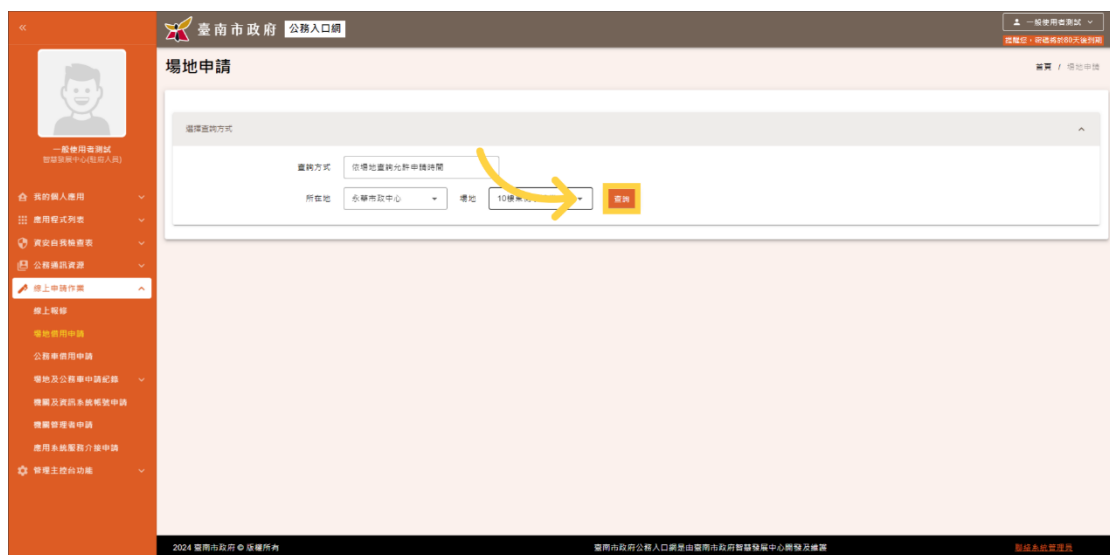 «
臺南市政府 公務入口網
一般使用者測試
提醒您，密碼將於80天後到期
場地申請
首頁 / 場地申請
一般使用者測試
智慧發展中心(駐府人員)
我的個人應用
應用程式列表
資安自我檢查表
公務通訊資源
線上申請作業
線上報修
場地借用申請
公務車借用申請
場地及公務車申請紀錄
機關及資訊系統帳號申請
機關管理者申請
應用系統服務介接申請
管理主控台功能
選擇查詢方式
查詢方式 依場地查詢允許申請時間
所在地 永華市政中心 場地 10樓 查詢
2024 臺南市政府 © 版權所有
臺南市政府公務入口網是由臺南市政府智慧發展中心開發及維護
聯絡系統管理員